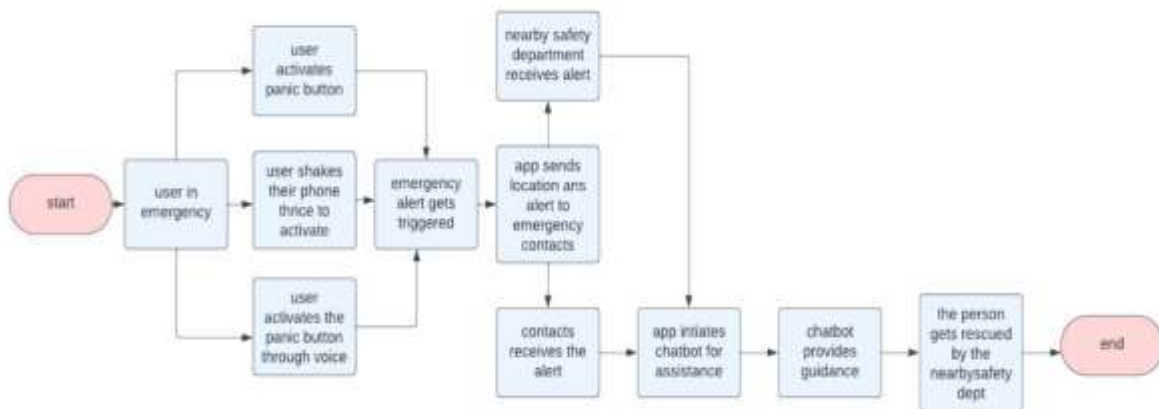 start
user in
emergency
user
activates
panic button
user shakes
their phone
thrice to
activate
user
activates the
panic button
through voice
emergency
alert gets
triggered
nearby safety
department
receives alert
app sends
location ans
alert to
emergency
contacts
contacts
receives the
alert
app intiates
chatbot for
assistance
chatbot
provides
guidance
the person
gets rescued
by the
nearbysafety
dept
end